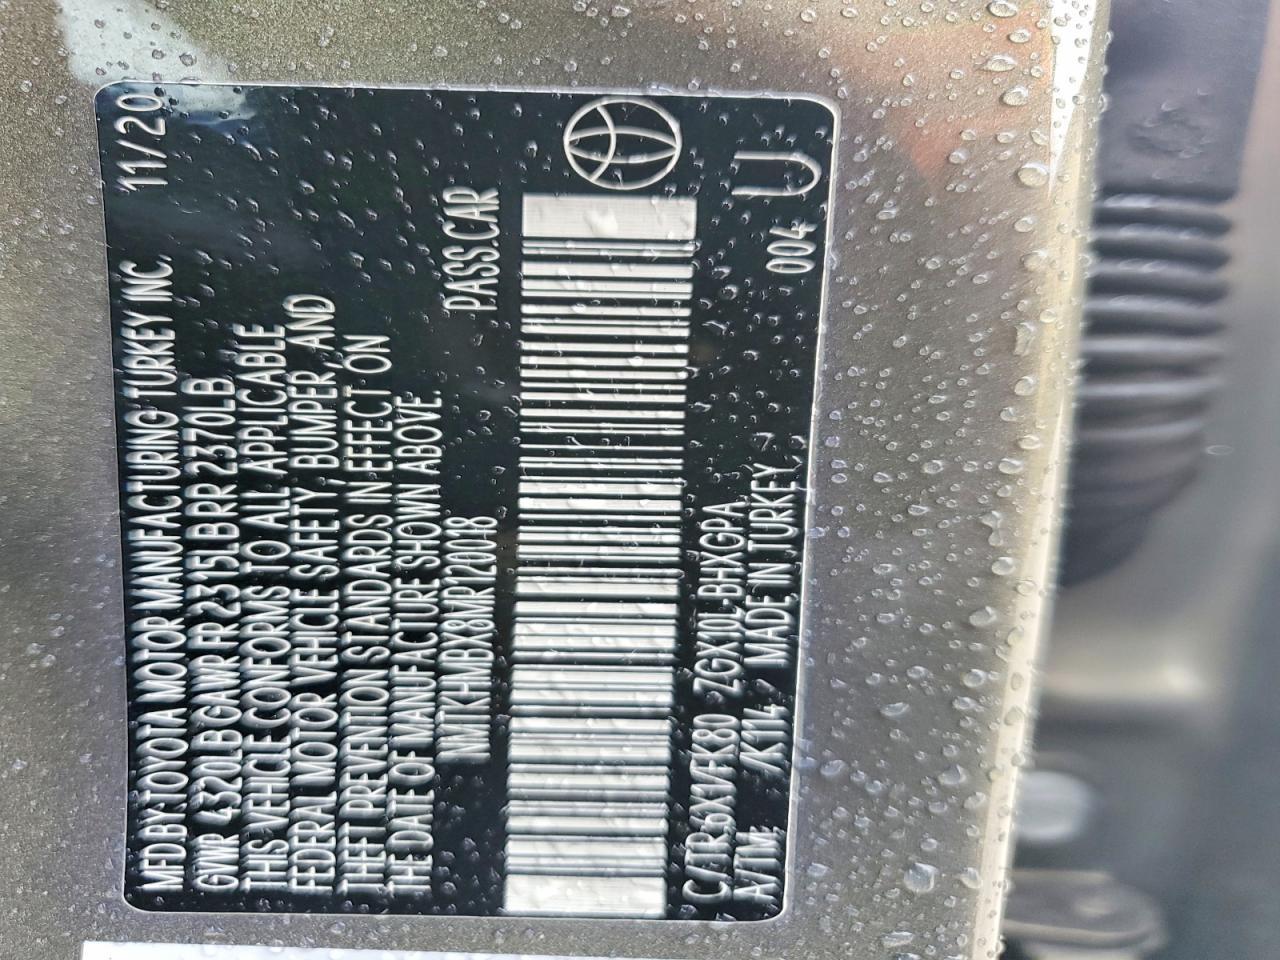 MFD BY: TOYOTA MOTOR MANUFACTURING TURKEY INC. 11/20
GWR 4320LB GAWR FR 2315LB RR 2370LB
THIS VEHICLE CONFORMS TO ALL APPLICABLE
FEDERAL MOTOR VEHICLE SAFETY, BUMPER, AND
THEFT PREVENTION STANDARDS IN EFFECT ON
THE DATE OF MANUFACTURE SHOWN ABOVE.
NMTKHMBX8MR120018 PASS.CAR
C/TR: 6X1/FK80 ZGX10L-BHXGPA
A/TM: /K114 MADE IN TURKEY 004 U